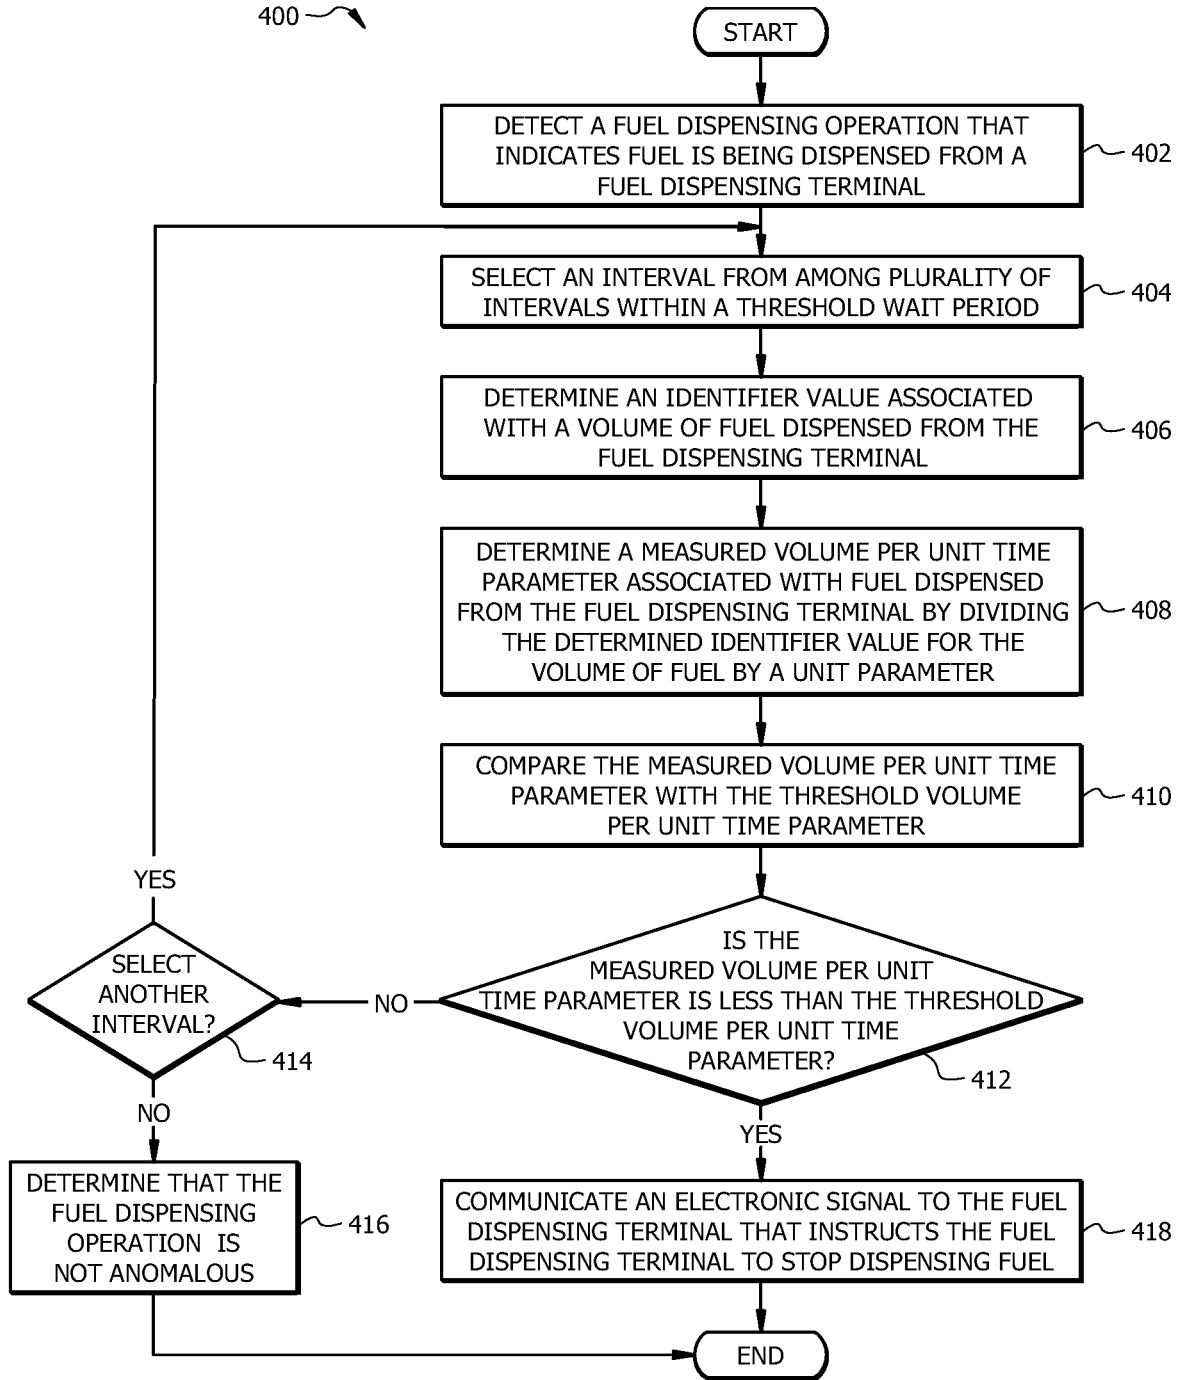 400
START
DETECT A FUEL DISPENSING OPERATION THAT
INDICATES FUEL IS BEING DISPENSED FROM A
FUEL DISPENSING TERMINAL
402
SELECT AN INTERVAL FROM AMONG PLURALITY OF
INTERVALS WITHIN A THRESHOLD WAIT PERIOD
404
DETERMINE AN IDENTIFIER VALUE ASSOCIATED
WITH A VOLUME OF FUEL DISPENSED FROM THE
FUEL DISPENSING TERMINAL
406
DETERMINE A MEASURED VOLUME PER UNIT TIME
PARAMETER ASSOCIATED WITH FUEL DISPENSED
FROM THE FUEL DISPENSING TERMINAL BY DIVIDING
THE DETERMINED IDENTIFIER VALUE FOR THE
VOLUME OF FUEL BY A UNIT PARAMETER
408
COMPARE THE MEASURED VOLUME PER UNIT TIME
PARAMETER WITH THE THRESHOLD VOLUME
PER UNIT TIME PARAMETER
410
IS THE
MEASURED VOLUME PER UNIT
TIME PARAMETER IS LESS THAN THE THRESHOLD
VOLUME PER UNIT TIME
PARAMETER?
412
NO
YES
SELECT
ANOTHER
INTERVAL?
414
NO
DETERMINE THAT THE
FUEL DISPENSING
OPERATION IS
NOT ANOMALOUS
416
YES
COMMUNICATE AN ELECTRONIC SIGNAL TO THE FUEL
DISPENSING TERMINAL THAT INSTRUCTS THE FUEL
DISPENSING TERMINAL TO STOP DISPENSING FUEL
418
END